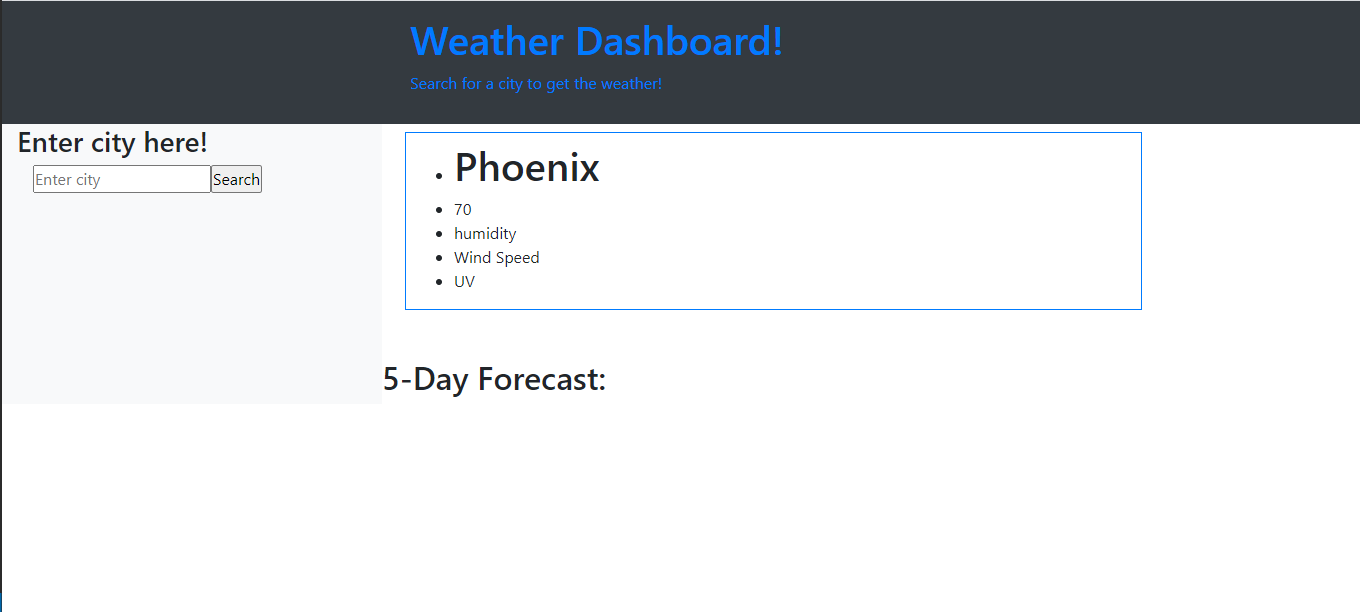 Weather Dashboard!
Search for a city to get the weather!
Enter city here!
Enter city Search
Phoenix
70
humidity
Wind Speed
UV
5-Day Forecast: